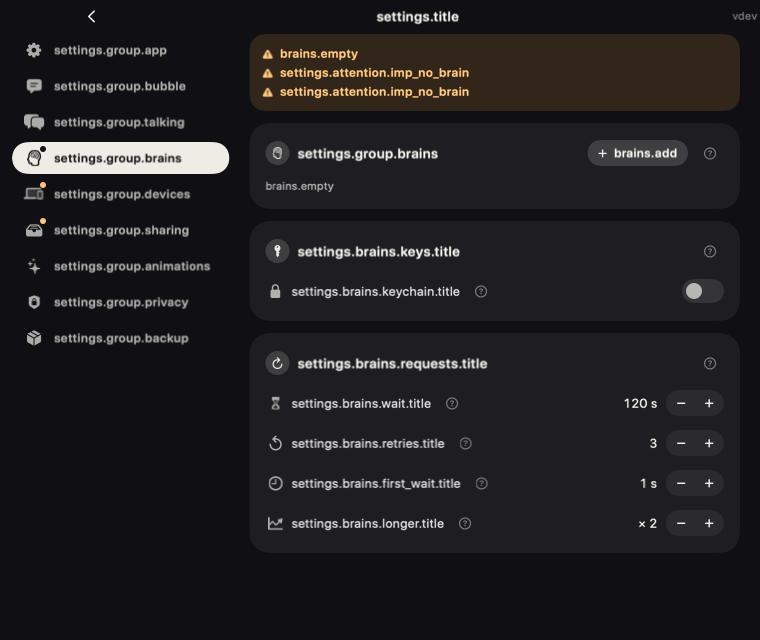 settings.title
vdev
settings.group.app
settings.group.bubble
settings.group.talking
settings.group.brains
settings.group.devices
settings.group.sharing
settings.group.animations
settings.group.privacy
settings.group.backup
brains.empty
settings.attention.imp_no_brain
settings.attention.imp_no_brain
settings.group.brains
+ brains.add
?
brains.empty
settings.brains.keys.title
?
settings.brains.keychain.title ?
settings.brains.requests.title
?
settings.brains.wait.title ? 120 s − +
settings.brains.retries.title ? 3 − +
settings.brains.first_wait.title ? 1 s − +
settings.brains.longer.title ? × 2 − +